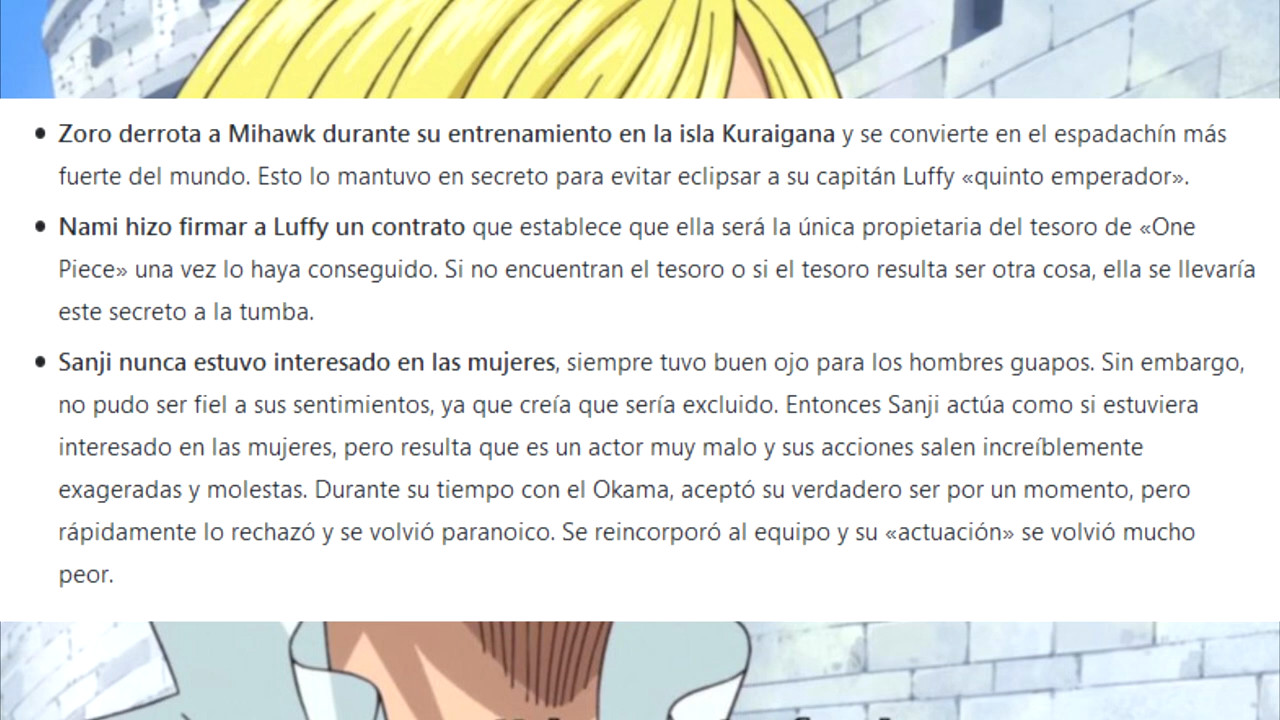 • Zoro derrota a Mihawk durante su entrenamiento en la isla Kuraigana y se convierte en el espadachín más
fuerte del mundo. Esto lo mantuvo en secreto para evitar eclipsar a su capitán Luffy «quinto emperador».
• Nami hizo firmar a Luffy un contrato que establece que ella será la única propietaria del tesoro de «One
Piece» una vez lo haya conseguido. Si no encuentran el tesoro o si el tesoro resulta ser otra cosa, ella se llevaría
este secreto a la tumba.
• Sanji nunca estuvo interesado en las mujeres, siempre tuvo buen ojo para los hombres guapos. Sin embargo,
no pudo ser fiel a sus sentimientos, ya que creía que sería excluido. Entonces Sanji actúa como si estuviera
interesado en las mujeres, pero resulta que es un actor muy malo y sus acciones salen increíblemente
exageradas y molestas. Durante su tiempo con el Okama, aceptó su verdadero ser por un momento, pero
rápidamente lo rechazó y se volvió paranoico. Se reincorporó al equipo y su «actuación» se volvió mucho
peor.